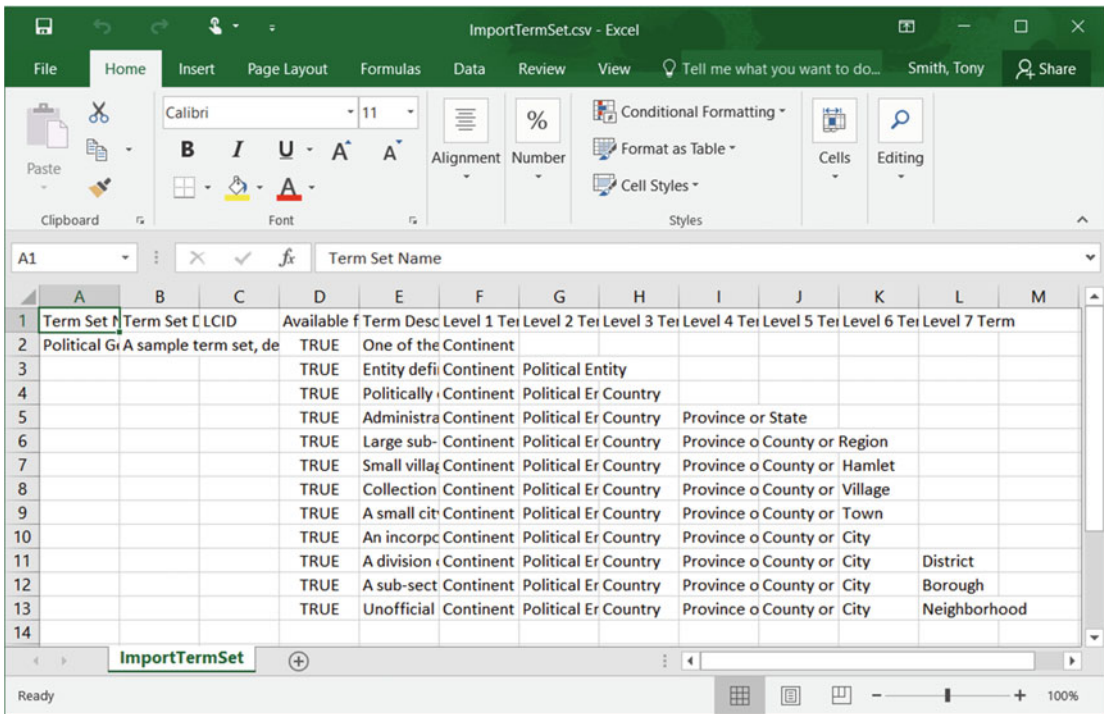 ImportTermSet.csv - Excel
File Home Insert Page Layout Formulas Data Review View Tell me what you want to do... Smith, Tony Share
Calibri 11 % Conditional Formatting
Paste B I U A A Alignment Number Format as Table Cells Editing
A Cell Styles
Clipboard Font Styles
A1 fx Term Set Name
A B C D E F G H I J K L M
1 Term Set N Term Set D LCID Available f Term Desc Level 1 Ter Level 2 Ter Level 3 Ter Level 4 Ter Level 5 Ter Level 6 Ter Level 7 Term
2 Political Ge A sample term set, de TRUE One of the Continent
3 TRUE Entity defi Continent Political Entity
4 TRUE Politically Continent Political Er Country
5 TRUE Administra Continent Political Er Country Province or State
6 TRUE Large sub- Continent Political Er Country Province o County or Region
7 TRUE Small villag Continent Political Er Country Province o County or Hamlet
8 TRUE Collection Continent Political Er Country Province o County or Village
9 TRUE A small cit Continent Political Er Country Province o County or Town
10 TRUE An incorpo Continent Political Er Country Province o County or City
11 TRUE A division Continent Political Er Country Province o County or City District
12 TRUE A sub-sect Continent Political Er Country Province o County or City Borough
13 TRUE Unofficial Continent Political Er Country Province o County or City Neighborhood
14
ImportTermSet
Ready 100%